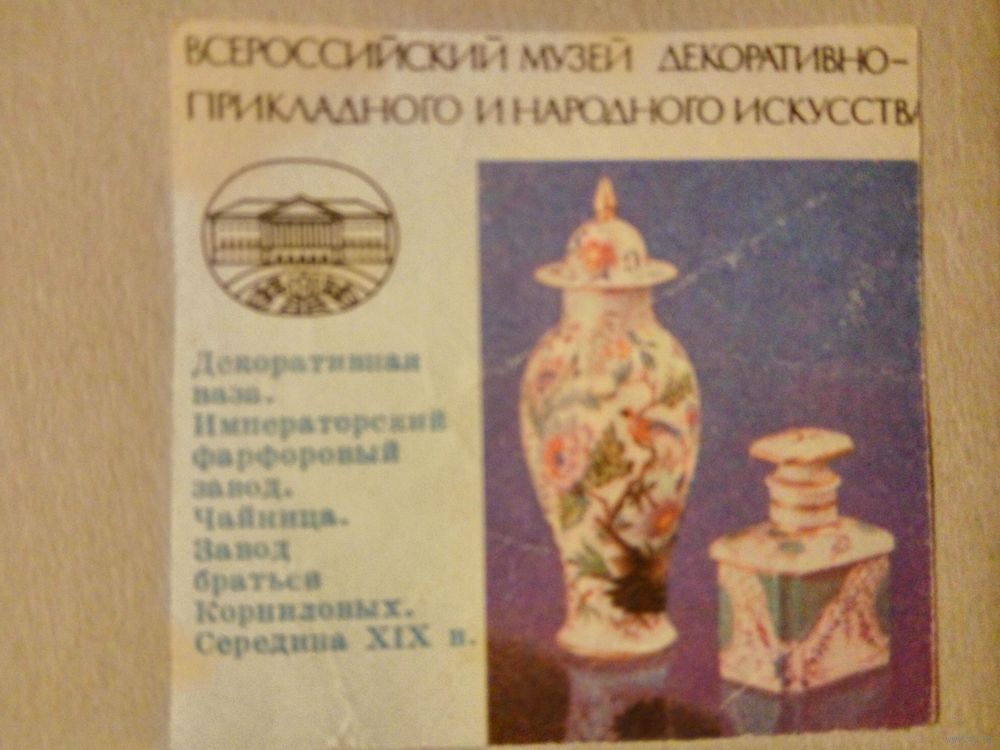 ВСЕРОССИЙСКИЙ МУЗЕЙ ДЕКОРАТИВНО-
ПРИКЛАДНОГО И НАРОДНОГО ИСКУССТВА
Декоративная
ваза.
Императорский
фарфоровый
завод.
Чайница.
Завод
братьев
Корниловых.
Середина XIX в.